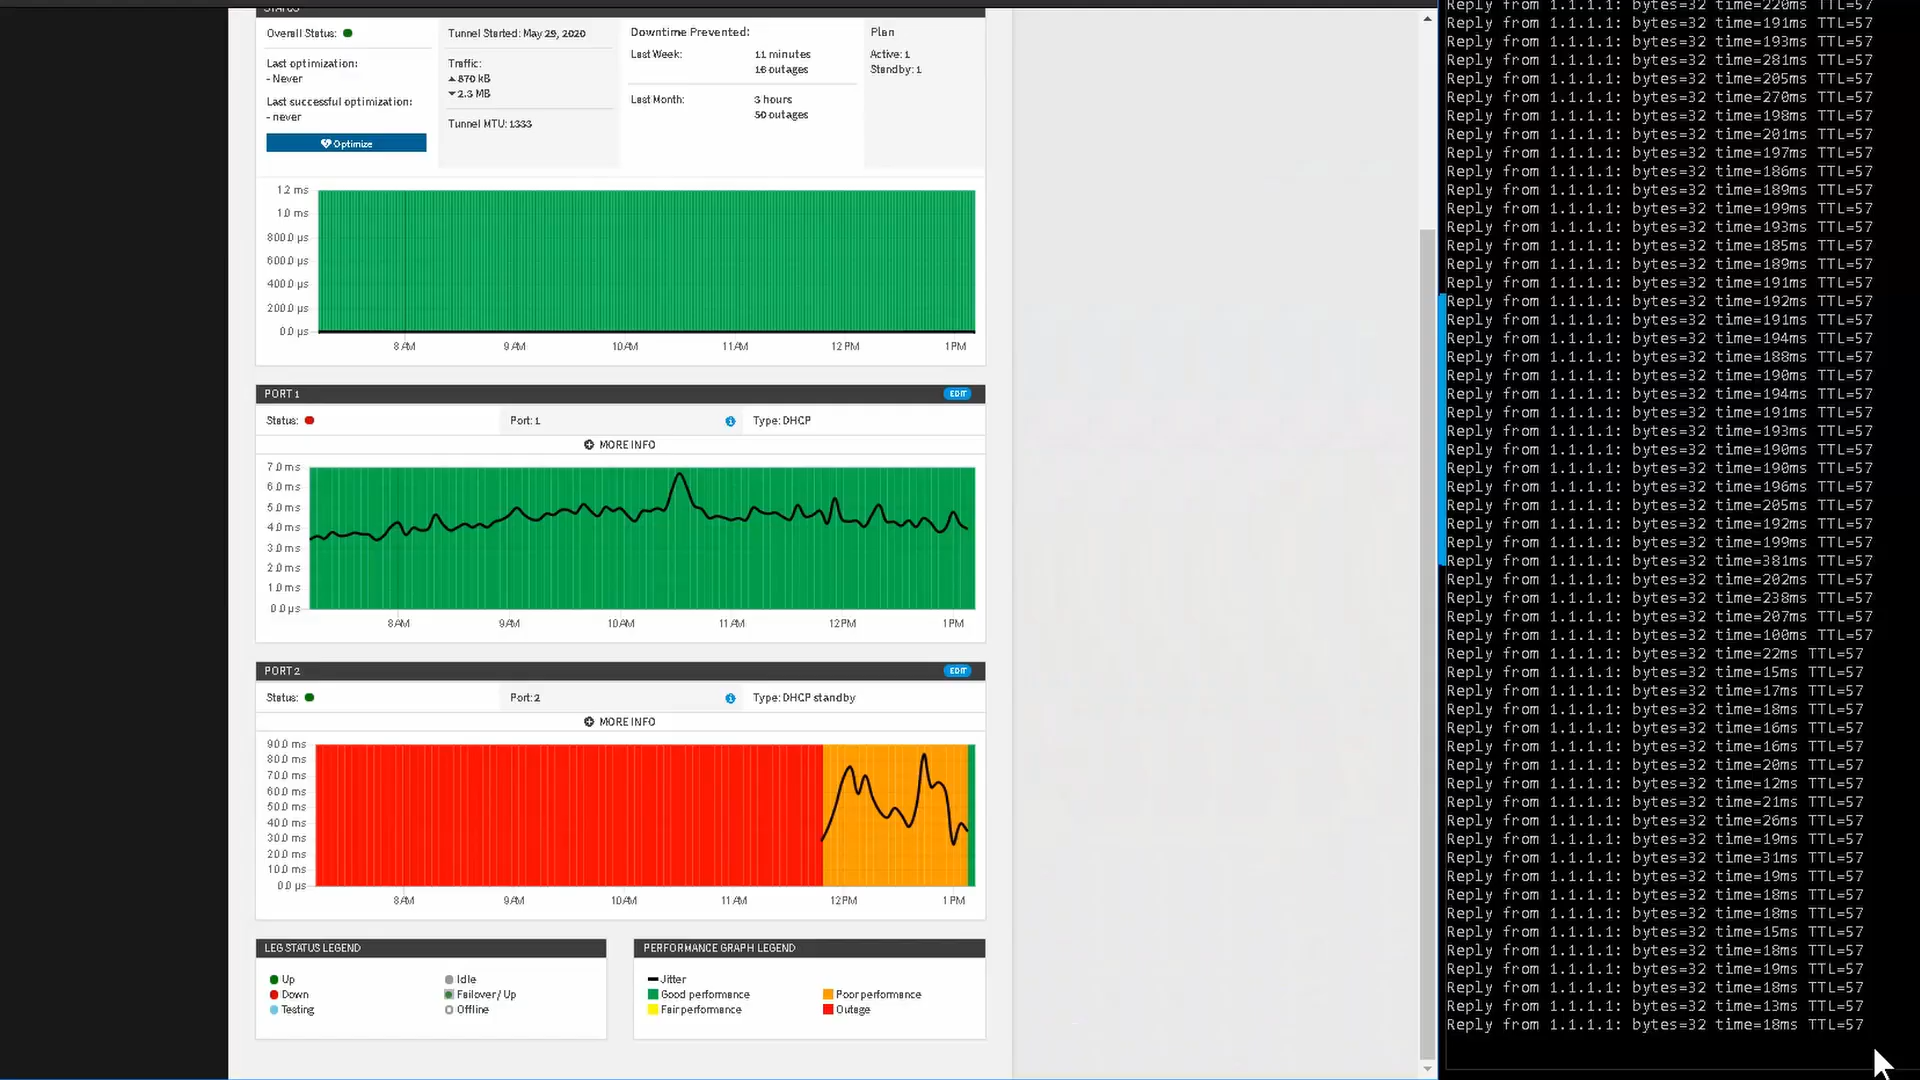 STATUS
Overall Status:
Last optimization:
- Never
Last successful optimization:
- never
Optimize
Tunnel Started: May 29, 2020
Traffic:
870 kB
2.3 MB
Tunnel MTU: 1333
Downtime Prevented:
Last Week: 11 minutes
18 outages
Last Month: 3 hours
50 outages
Plan
Active: 1
Standby: 1
1.2 ms
1.0 ms
800.0 µs
600.0 µs
400.0 µs
200.0 µs
0.0 µs
8 AM 9 AM 10 AM 11 AM 12 PM 1 PM
PORT 1 EDIT
Status: Port: 1 Type: DHCP
MORE INFO
7.0 ms
6.0 ms
5.0 ms
4.0 ms
3.0 ms
2.0 ms
1.0 ms
0.0 µs
8 AM 9 AM 10 AM 11 AM 12 PM 1 PM
PORT 2 EDIT
Status: Port: 2 Type: DHCP standby
MORE INFO
90.0 ms
80.0 ms
70.0 ms
60.0 ms
50.0 ms
40.0 ms
30.0 ms
20.0 ms
10.0 ms
0.0 µs
8 AM 9 AM 10 AM 11 AM 12 PM 1 PM
LEG STATUS LEGEND
Up Idle
Down Failover / Up
Testing Offline
PERFORMANCE GRAPH LEGEND
Jitter
Good performance Poor performance
Fair performance Outage
Reply from 1.1.1.1: bytes=32 time=220ms TTL=57
Reply from 1.1.1.1: bytes=32 time=191ms TTL=57
Reply from 1.1.1.1: bytes=32 time=193ms TTL=57
Reply from 1.1.1.1: bytes=32 time=281ms TTL=57
Reply from 1.1.1.1: bytes=32 time=205ms TTL=57
Reply from 1.1.1.1: bytes=32 time=270ms TTL=57
Reply from 1.1.1.1: bytes=32 time=198ms TTL=57
Reply from 1.1.1.1: bytes=32 time=201ms TTL=57
Reply from 1.1.1.1: bytes=32 time=197ms TTL=57
Reply from 1.1.1.1: bytes=32 time=186ms TTL=57
Reply from 1.1.1.1: bytes=32 time=189ms TTL=57
Reply from 1.1.1.1: bytes=32 time=199ms TTL=57
Reply from 1.1.1.1: bytes=32 time=193ms TTL=57
Reply from 1.1.1.1: bytes=32 time=185ms TTL=57
Reply from 1.1.1.1: bytes=32 time=189ms TTL=57
Reply from 1.1.1.1: bytes=32 time=191ms TTL=57
Reply from 1.1.1.1: bytes=32 time=192ms TTL=57
Reply from 1.1.1.1: bytes=32 time=191ms TTL=57
Reply from 1.1.1.1: bytes=32 time=194ms TTL=57
Reply from 1.1.1.1: bytes=32 time=188ms TTL=57
Reply from 1.1.1.1: bytes=32 time=190ms TTL=57
Reply from 1.1.1.1: bytes=32 time=194ms TTL=57
Reply from 1.1.1.1: bytes=32 time=191ms TTL=57
Reply from 1.1.1.1: bytes=32 time=193ms TTL=57
Reply from 1.1.1.1: bytes=32 time=190ms TTL=57
Reply from 1.1.1.1: bytes=32 time=190ms TTL=57
Reply from 1.1.1.1: bytes=32 time=196ms TTL=57
Reply from 1.1.1.1: bytes=32 time=205ms TTL=57
Reply from 1.1.1.1: bytes=32 time=192ms TTL=57
Reply from 1.1.1.1: bytes=32 time=199ms TTL=57
Reply from 1.1.1.1: bytes=32 time=381ms TTL=57
Reply from 1.1.1.1: bytes=32 time=202ms TTL=57
Reply from 1.1.1.1: bytes=32 time=238ms TTL=57
Reply from 1.1.1.1: bytes=32 time=207ms TTL=57
Reply from 1.1.1.1: bytes=32 time=100ms TTL=57
Reply from 1.1.1.1: bytes=32 time=22ms TTL=57
Reply from 1.1.1.1: bytes=32 time=15ms TTL=57
Reply from 1.1.1.1: bytes=32 time=17ms TTL=57
Reply from 1.1.1.1: bytes=32 time=18ms TTL=57
Reply from 1.1.1.1: bytes=32 time=16ms TTL=57
Reply from 1.1.1.1: bytes=32 time=16ms TTL=57
Reply from 1.1.1.1: bytes=32 time=20ms TTL=57
Reply from 1.1.1.1: bytes=32 time=12ms TTL=57
Reply from 1.1.1.1: bytes=32 time=21ms TTL=57
Reply from 1.1.1.1: bytes=32 time=26ms TTL=57
Reply from 1.1.1.1: bytes=32 time=19ms TTL=57
Reply from 1.1.1.1: bytes=32 time=31ms TTL=57
Reply from 1.1.1.1: bytes=32 time=19ms TTL=57
Reply from 1.1.1.1: bytes=32 time=18ms TTL=57
Reply from 1.1.1.1: bytes=32 time=18ms TTL=57
Reply from 1.1.1.1: bytes=32 time=15ms TTL=57
Reply from 1.1.1.1: bytes=32 time=18ms TTL=57
Reply from 1.1.1.1: bytes=32 time=19ms TTL=57
Reply from 1.1.1.1: bytes=32 time=18ms TTL=57
Reply from 1.1.1.1: bytes=32 time=13ms TTL=57
Reply from 1.1.1.1: bytes=32 time=18ms TTL=57